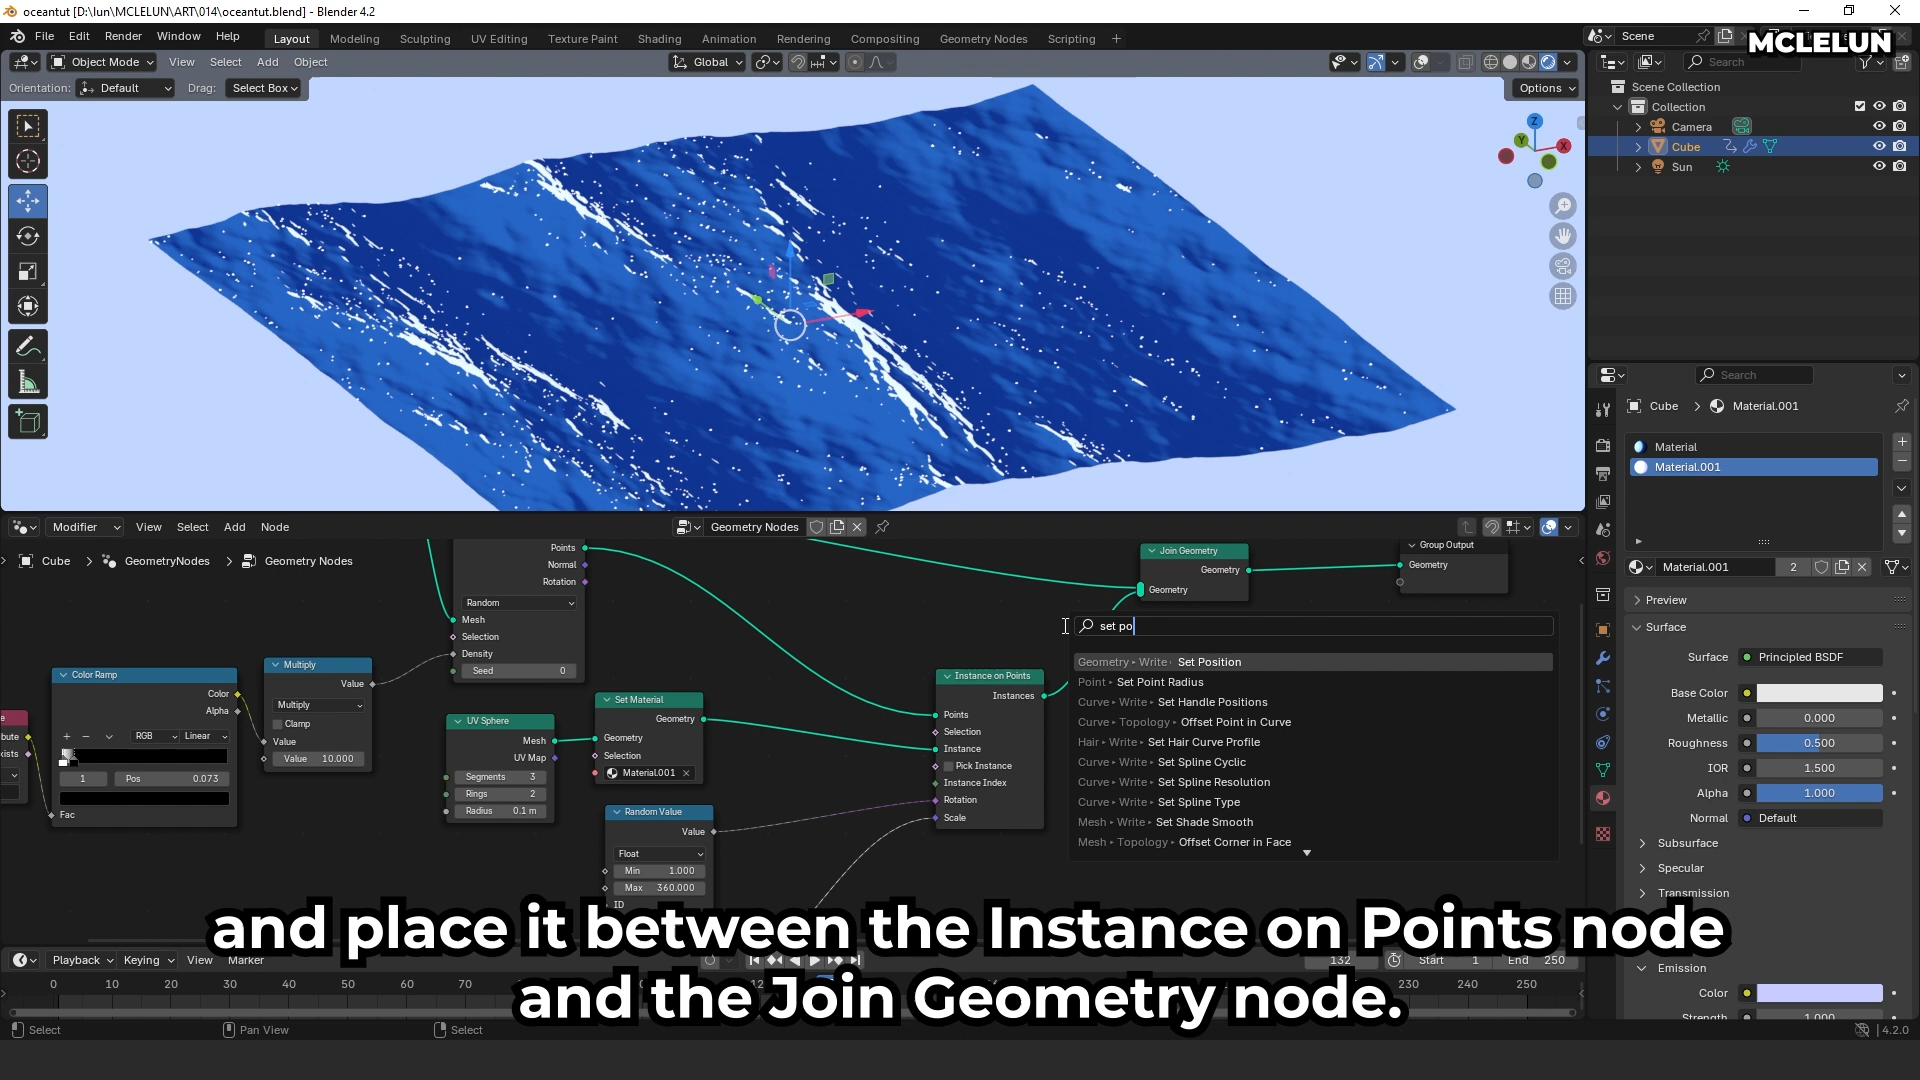 oceantut [D:\lun\MCLELUN\ART\014\oceantut.blend] - Blender 4.2
File Edit Render Window Help
Layout Modeling Sculpting UV Editing Texture Paint Shading Animation Rendering Compositing Geometry Nodes Scripting +
Scene
MCLELUN
Object Mode View Select Add Object
Global
Search
Orientation: Default Drag: Select Box
Options
Scene Collection
Collection
Camera
Cube
Sun
Z
Y
X
Search
Cube > Material.001
Material
Material.001
Modifier View Select Add Node
Geometry Nodes
Cube > GeometryNodes > Geometry Nodes
Points
Normal
Rotation
Random
Mesh
Selection
Density
Seed 0
Join Geometry
Geometry
Geometry
Group Output
Geometry
set po
Geometry ▸ Write ▸ Set Position
Point ▸ Set Point Radius
Curve ▸ Write ▸ Set Handle Positions
Curve ▸ Topology ▸ Offset Point in Curve
Hair ▸ Write ▸ Set Hair Curve Profile
Curve ▸ Write ▸ Set Spline Cyclic
Curve ▸ Write ▸ Set Spline Resolution
Curve ▸ Write ▸ Set Spline Type
Mesh ▸ Write ▸ Set Shade Smooth
Mesh ▸ Topology ▸ Offset Corner in Face
Color Ramp
Color
Alpha
RGB Linear
1 Pos 0.073
Fac
Multiply
Value
Multiply
Clamp
Value
Value 10.000
UV Sphere
Mesh
UV Map
Segments 3
Rings 2
Radius 0.1 m
Set Material
Geometry
Geometry
Selection
Material.001
Random Value
Value
Float
Min 1.000
Max 360.000
ID
Instance on Points
Instances
Points
Selection
Instance
Pick Instance
Instance Index
Rotation
Scale
Material.001 2
Preview
Surface
Surface Principled BSDF
Base Color
Metallic 0.000
Roughness 0.500
IOR 1.500
Alpha 1.000
Normal Default
Subsurface
Specular
Transmission
Emission
Color
Strength 1.000
and place it between the Instance on Points node
and the Join Geometry node.
Playback Keying View Marker
132 Start 1 End 250
0 10 20 30 40 50 60 70
230 240 250
Select Pan View Select
4.2.0